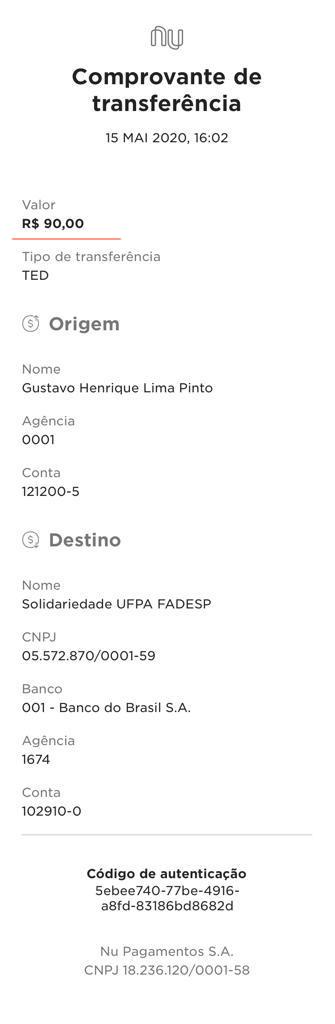 nu
Comprovante de
transferência
15 MAI 2020, 16:02
Valor
R$ 90,00
Tipo de transferência
TED
Origem
Nome
Gustavo Henrique Lima Pinto
Agência
0001
Conta
121200-5
Destino
Nome
Solidariedade UFPA FADESP
CNPJ
05.572.870/0001-59
Banco
001 - Banco do Brasil S.A.
Agência
1674
Conta
102910-0
Código de autenticação
5ebee740-77be-4916-
a8fd-83186bd8682d
Nu Pagamentos S.A.
CNPJ 18.236.120/0001-58